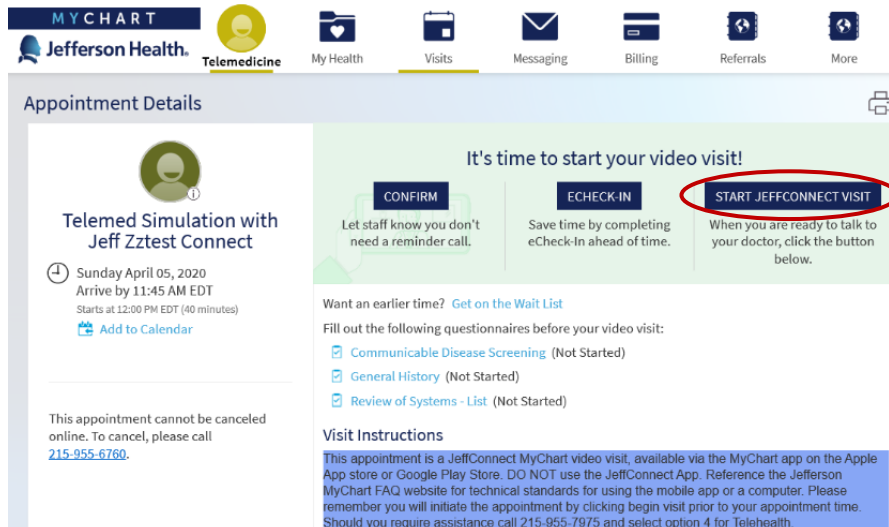 MYCHART
Jefferson Health.
Telemedicine
My Health
Visits
Messaging
Billing
Referrals
More
Appointment Details
Telemed Simulation with
Jeff Zztest Connect
Sunday April 05, 2020
Arrive by 11:45 AM EDT
Starts at 12:00 PM EDT (40 minutes)
Add to Calendar
This appointment cannot be canceled
online. To cancel, please call
215-955-6760.
It's time to start your video visit!
CONFIRM
Let staff know you don't
need a reminder call.
ECHECK-IN
Save time by completing
eCheck-In ahead of time.
START JEFFCONNECT VISIT
When you are ready to talk to
your doctor, click the button
below.
Want an earlier time? Get on the Wait List
Fill out the following questionnaires before your video visit:
Communicable Disease Screening (Not Started)
General History (Not Started)
Review of Systems - List (Not Started)
Visit Instructions
This appointment is a JeffConnect MyChart video visit, available via the MyChart app on the Apple
App store or Google Play Store. DO NOT use the JeffConnect App. Reference the Jefferson
MyChart FAQ website for technical standards for using the mobile app or a computer. Please
remember you will initiate the appointment by clicking begin visit prior to your appointment time.
Should you require assistance call 215-955-7975 and select option 4 for Telehealth